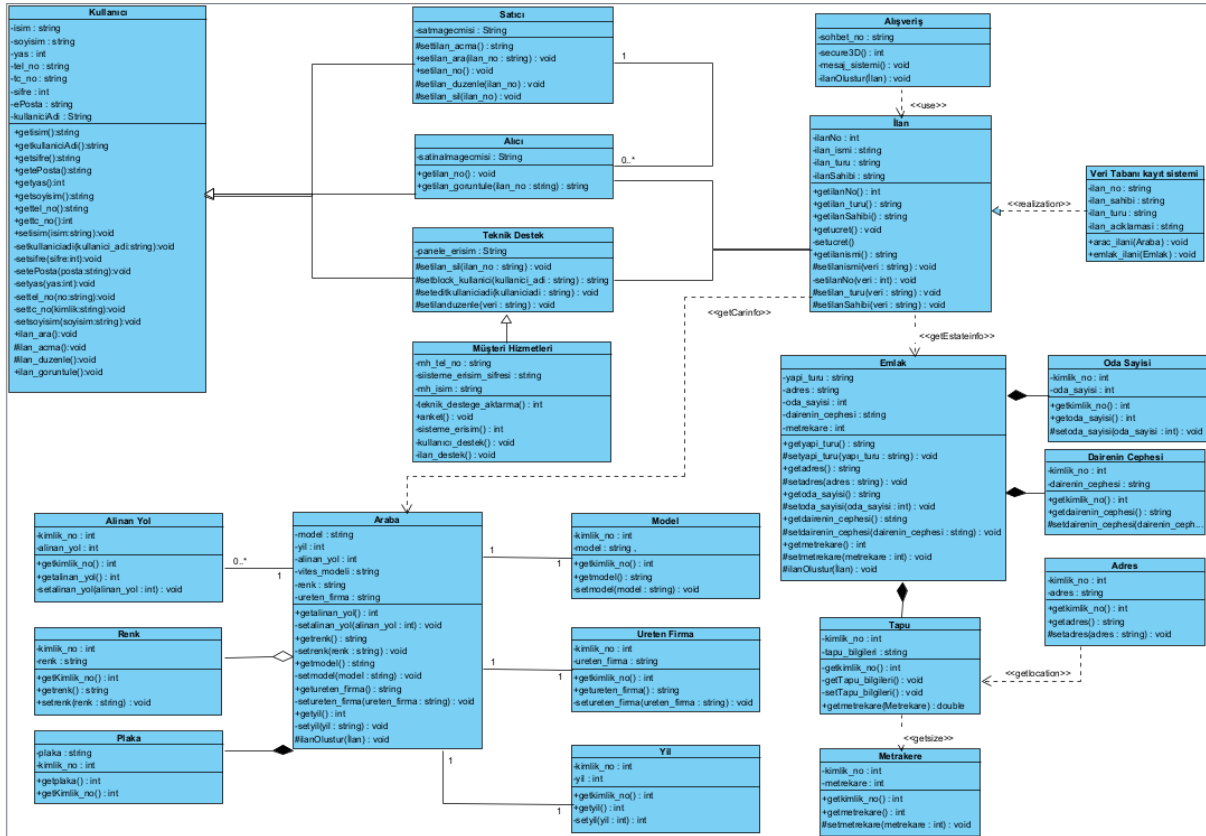 Kullanıcı
-isim : string
-soyisim : string
-yas : int
-tel_no : string
-tc_no : string
-sifre : int
-ePosta : string
-kullaniciAdi : String
+getisim():string
+getkullaniciAdi():string
+getsifre():string
+getePosta():string
+getyas():int
+getsoyisim():string
+gettel_no():string
+gettc_no():int
+setisim(isim:string):void
-setkullaniciadi(kullanici_adi:string):void
-setsifre(sifre:int):void
-setePosta(posta:string):void
-setyas(yas:int):void
-settel_no(no:string):void
-settc_no(kimlik:string):void
-setsoyisim(soyisim:string):void
+ilan_ara():void
#ilan_acma():void
#ilan_duzenle():void
+ilan_goruntule():void
Satıcı
-satmagecmisi : String
#setilan_acma() : string
+setilan_ara(ilan_no : string) : void
+setilan_no() : void
#setilan_duzenle(ilan_no)
#setilan_sil(ilan_no) : void
1
0..*
Alıcı
-satinalmagecmisi : String
+getilan_no() : void
+getilan_goruntule(ilan_no : string) : string
Teknik Destek
-panele_erisim : String
#setilan_sil(ilan_no : string) : void
#setblock_kullanici(kullanici_adi : string) : string
#seteditkullaniciadi(kullaniciadi : string) : void
#setilanduzenle(veri : string) : void
Müşteri Hizmetleri
-mh_tel_no : string
-siisteme_erisim_sifresi : string
-mh_isim : string
-teknik_destege_aktarma() : int
+anket() : void
-sisteme_erisim() : int
-kullanıcı_destek() : void
-ilan_destek() : void
Alışveriş
-sohbet_no : string
-secure3D() : int
-mesaj_sistemi() : void
-ilanOlustur(İlan)
<<use>>
İlan
-ilanNo : int
-ilan_ismi : string
-ilan_turu : string
-ilanSahibi : string
+getilanNo() : int
+getilan_turu() : string
+getilanSahibi() : string
+getucret() : void
-setucret()
+getilanismi() : string
#setilanismi(veri : string) : void
-setilanNo(veri : int) : void
#setilan_turu(veri : string) : void
#setilanSahibi(veri : string) : void
<<realization>>
Veri Tabanı kayıt sistemi
-ilan_no : string
-ilan_sahibi : string
-ilan_turu : string
-ilan_aciklamasi : string
+arac_ilani(Araba) : void
+emlak_ilani(Emlak) : void
<<getCarinfo>>
<<getEstateinfo>>
Emlak
-yapi_turu : string
-adres : string
-oda_sayisi : int
-dairenin_cephesi : string
-metrekare : int
+getyapi_turu() : string
#setyapi_turu(yapı_turu : string) : void
+getadres() : string
#setadres(adres : string) : void
+getoda_sayisi() : string
#setoda_sayisi(oda_sayisi : int) : void
+getdairenin_cephesi() : string
#setdairenin_cephesi(dairenin_cephesi : string) : void
+getmetrekare() : int
#setmetrekare(metrekare : int) : void
#ilanOlustur(İlan) : void
Oda Sayisi
-kimlik_no : int
-oda_sayisi : int
+getkimlik_no() : int
+getoda_sayisi() : int
#setoda_sayisi(oda_sayisi : int) : void
Dairenin Cephesi
-kimlik_no : int
-dairenin_cephesi : string
+getkimlik_no() : int
+getdairenin_cephesi() : string
#setdairenin_cephesi(dairenin_ceph...
Adres
-kimlik_no : int
-adres : string
+getkimlik_no() : int
+getadres() : string
#setadres(adres : string) : void
<<getlocation>>
Tapu
-kimlik_no : int
-tapu_bilgileri : string
-getkimlik_no() : int
-getTapu_bilgileri() : void
-setTapu_bilgileri() : void
+getmetrekare(Metrekare) : double
<<getsize>>
Metrakere
-kimlik_no : int
-metrekare : int
+getkimlik_no() : int
+getmetrekare() : int
#setmetrekare(metrekare : int) : void
Alinan Yol
-kimlik_no : int
-alinan_yol : int
+getkimlik_no() : int
+getalinan_yol() : int
-setalinan_yol(alinan_yol : int) : void
0..*
1
Renk
-kimlik_no : int
-renk : string
+getKimlik_no() : int
+getrenk() : string
+setrenk(renk : string) : void
Plaka
-plaka : string
-kimlik_no : int
+getplaka() : int
+getKimlik_no() : int
Araba
-model : string
-yil : int
-alinan_yol : int
-vites_modeli : string
-renk : string
-ureten_firma : string
+getalinan_yol() : int
-setalinan_yol(alinan_yol : int) : void
+getrenk() : string
-setrenk(renk : string) : void
+getmodel() : string
-setmodel(model : string) : void
+getureten_firma() : string
-setureten_firma(ureten_firma : string) : void
+getyil() : int
-setyil(yil : string) : void
#ilanOlustur(İlan) : void
1
1
Model
-kimlik_no : int
-model : string ,
+getkimlik_no() : int
+getmodel() : string
-setmodel(model : string) : void
1
1
Ureten Firma
-kimlik_no : int
-ureten_firma : string
+getkimlik_no() : int
+getureten_firma() : string
-setureten_firma(ureten_firma : string) : void
1
1
Yil
-kimlik_no : int
-yil : int
+getkimlik_no() : int
+getyil() : int
-setyil(yil : int) : int